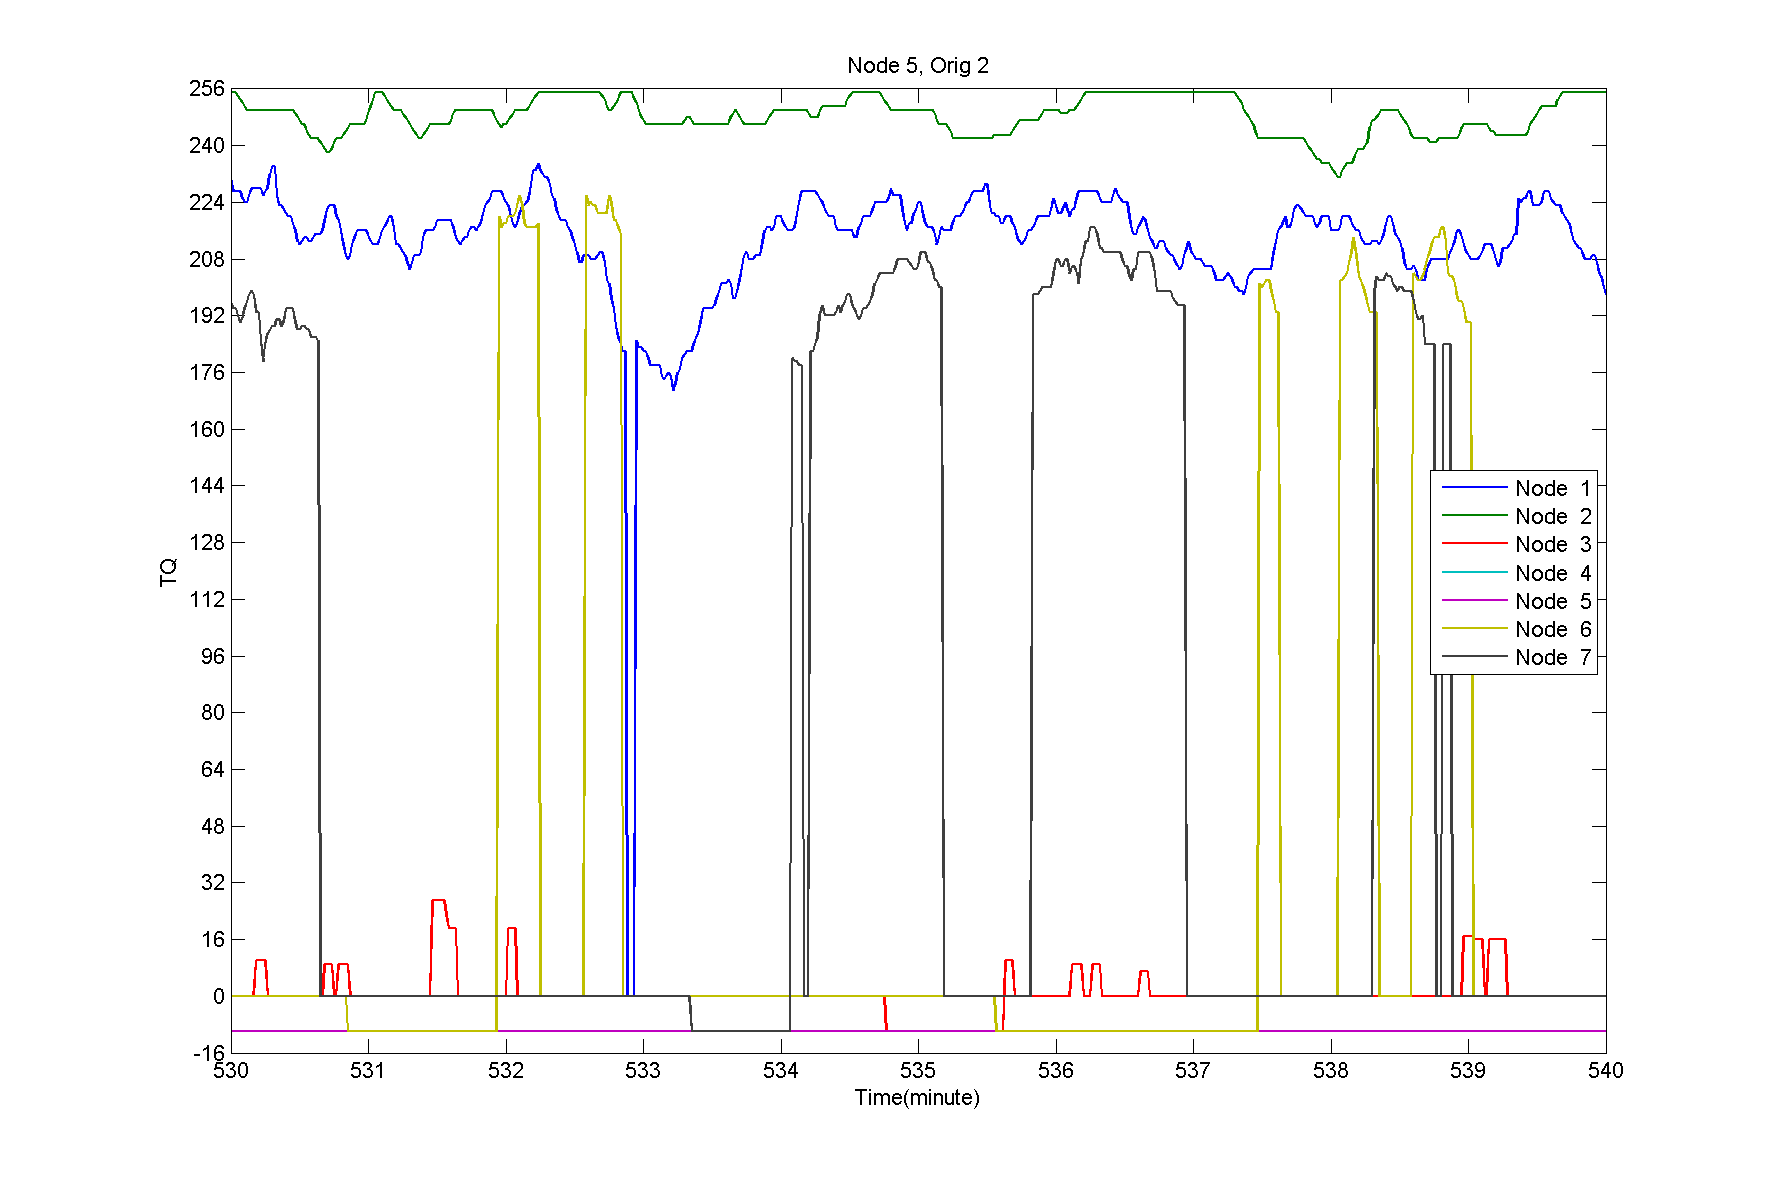 Node 5, Orig 2
256
240
224
208
192
176
160
144
128
112
96
80
64
48
32
16
0
-16
TQ
530 531 532 533 534 535 536 537 538 539 540
Time(minute)
Node 1
Node 2
Node 3
Node 4
Node 5
Node 6
Node 7